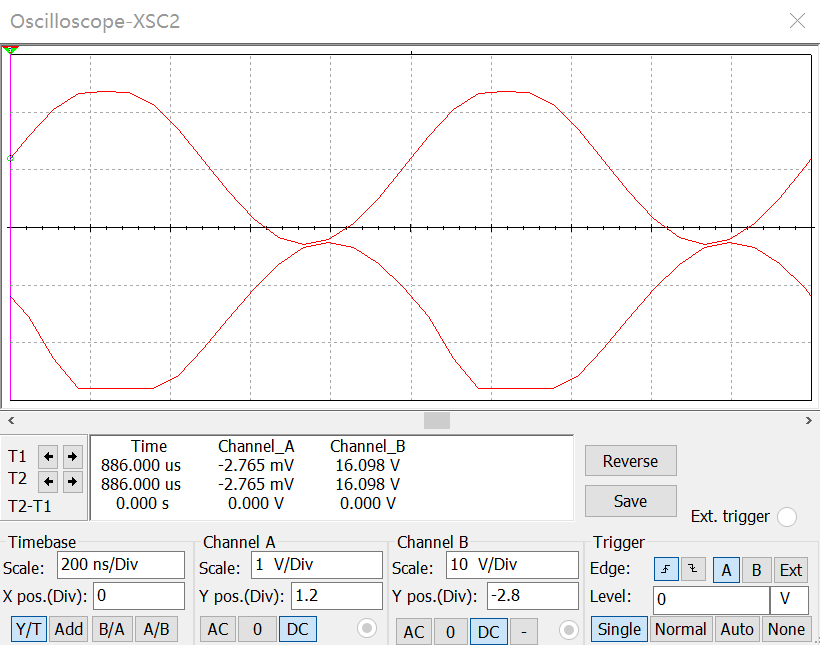 Oscilloscope-XSC2
Time Channel_A Channel_B
T1 886.000 us -2.765 mV 16.098 V
T2 886.000 us -2.765 mV 16.098 V
T2-T1 0.000 s 0.000 V 0.000 V
Reverse
Save
Ext. trigger
Timebase Channel A Channel B Trigger
Scale: 200 ns/Div Scale: 1 V/Div Scale: 10 V/Div Edge: A B Ext
X pos.(Div): 0 Y pos.(Div): 1.2 Y pos.(Div): -2.8 Level: 0 V
Y/T Add B/A A/B AC 0 DC AC 0 DC - Single Normal Auto None